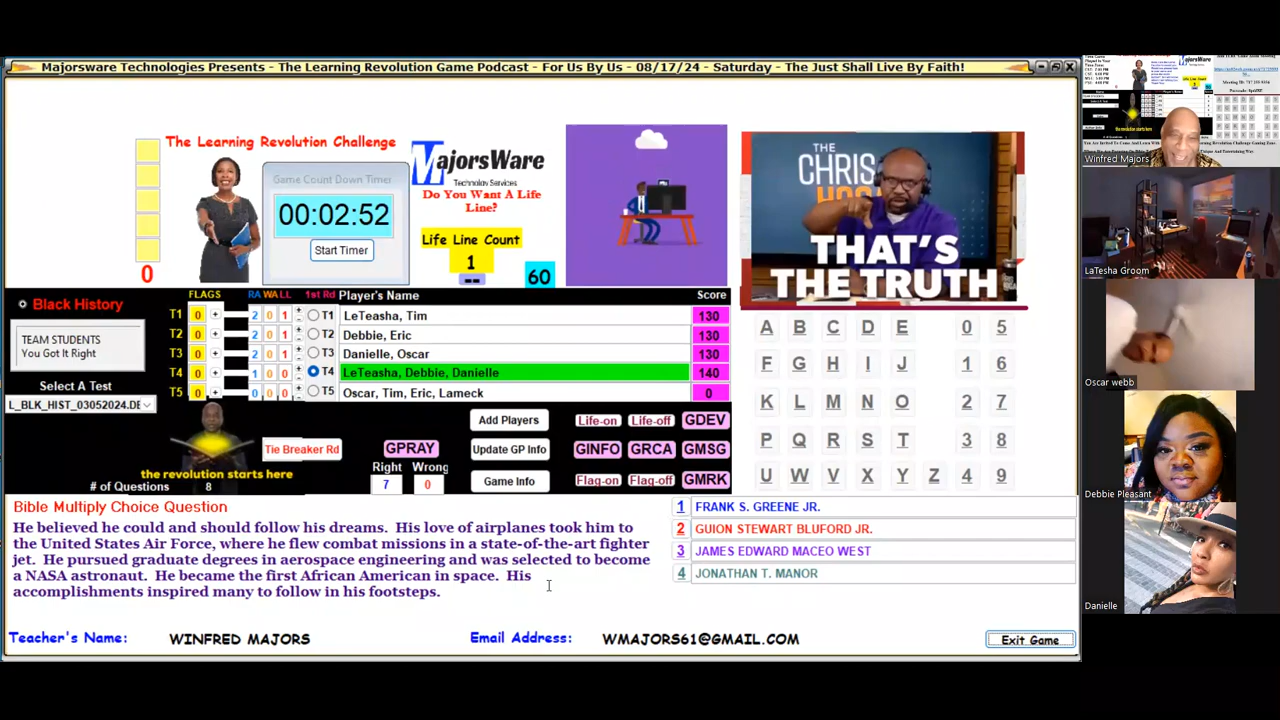 Majorsware Technologies Presents - The Learning Revolution Game Podcast - For Us By Us - 08/17/24 - Saturday - The Just Shall Live By Faith!
The Learning Revolution Challenge
0
Game Count Down Timer
00:02:52
Start Timer
MajorsWare
Technology Services
Do You Want A Life
Line?
Life Line Count
1
--
60
THE
CHRIS
THAT'S
THE TRUTH
Black History
TEAM STUDENTS
You Got It Right
Select A Test
L_BLK_HIST_03052024.DE
FLAGS RA WA LL 1st Rd Player's Name Score
T1 0 + 2 0 1 T1 LeTeasha, Tim 130
T2 0 + 2 0 1 T2 Debbie, Eric 130
T3 0 + 2 0 1 T3 Danielle, Oscar 130
T4 0 + 1 0 0 T4 LeTeasha, Debbie, Danielle 140
T5 0 + 0 0 0 T5 Oscar, Tim, Eric, Lameck 0
the revolution starts here
# of Questions 8
Tie Breaker Rd
GPRAY
Right Wrong
7 0
Add Players
Update GP Info
Game Info
Life-on Life-off GDEV
GINFO GRCA GMSG
Flag-on Flag-off GMRK
A B C D E 0 5
F G H I J 1 6
K L M N O 2 7
P Q R S T 3 8
U V X Y Z 4 9
Bible Multiply Choice Question
He believed he could and should follow his dreams. His love of airplanes took him to
the United States Air Force, where he flew combat missions in a state-of-the-art fighter
jet. He pursued graduate degrees in aerospace engineering and was selected to become
a NASA astronaut. He became the first African American in space. His
accomplishments inspired many to follow in his footsteps.
1 FRANK S. GREENE JR.
2 GUION STEWART BLUFORD JR.
3 JAMES EDWARD MACEO WEST
4 JONATHAN T. MANOR
Teacher's Name: WINFRED MAJORS
Email Address: WMAJORS61@GMAIL.COM
Exit Game
Winfred Majors
LaTesha Groom
Oscar webb
Debbie Pleasant
Danielle